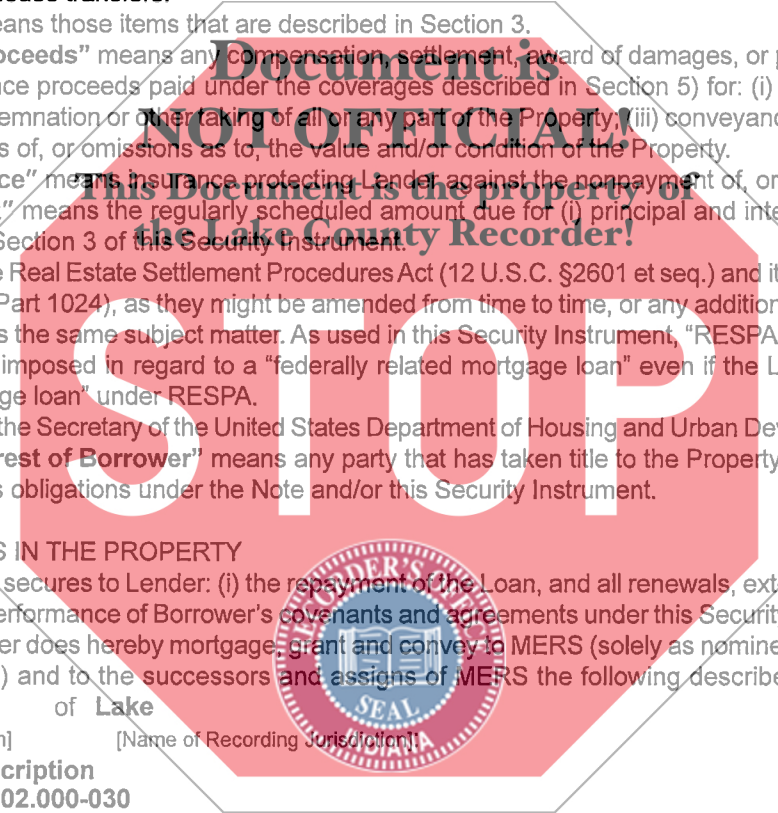 eans those items that are described in Section 3.
oceeds” means any compensation, settlement, award of damages, or p
Document is
ce proceeds paid under the coverages described in Section 5) for: (i)
emnation or other taking of all or any part of the Property; (iii) conveyanc
NOT OFFICIAL!
s of, or omissions as to, the value and/or condition of the Property.
ce” means insurance protecting Lender against the nonpayment of, or
This Document is the property of
” means the regularly scheduled amount due for (i) principal and inte
Section 3 of this Security Instrument.
the Lake County Recorder!
e Real Estate Settlement Procedures Act (12 U.S.C. §2601 et seq.) and it
Part 1024), as they might be amended from time to time, or any addition
s the same subject matter. As used in this Security Instrument, “RESPA
imposed in regard to a “federally related mortgage loan” even if the L
ge loan” under RESPA.
STOP
the Secretary of the United States Department of Housing and Urban De
rest of Borrower” means any party that has taken title to the Property
s obligations under the Note and/or this Security Instrument.
S IN THE PROPERTY
secures to Lender: (i) the repayment of the Loan, and all renewals, ext
erformance of Borrower’s covenants and agreements under this Securit
er does hereby mortgage, grant and convey to MERS (solely as nomine
) and to the successors and assigns of MERS the following describe
of Lake
n] [Name of Recording Jurisdiction]:
RECORDER'S OFFICE
SEAL
INDIANA
cription
02.000-030